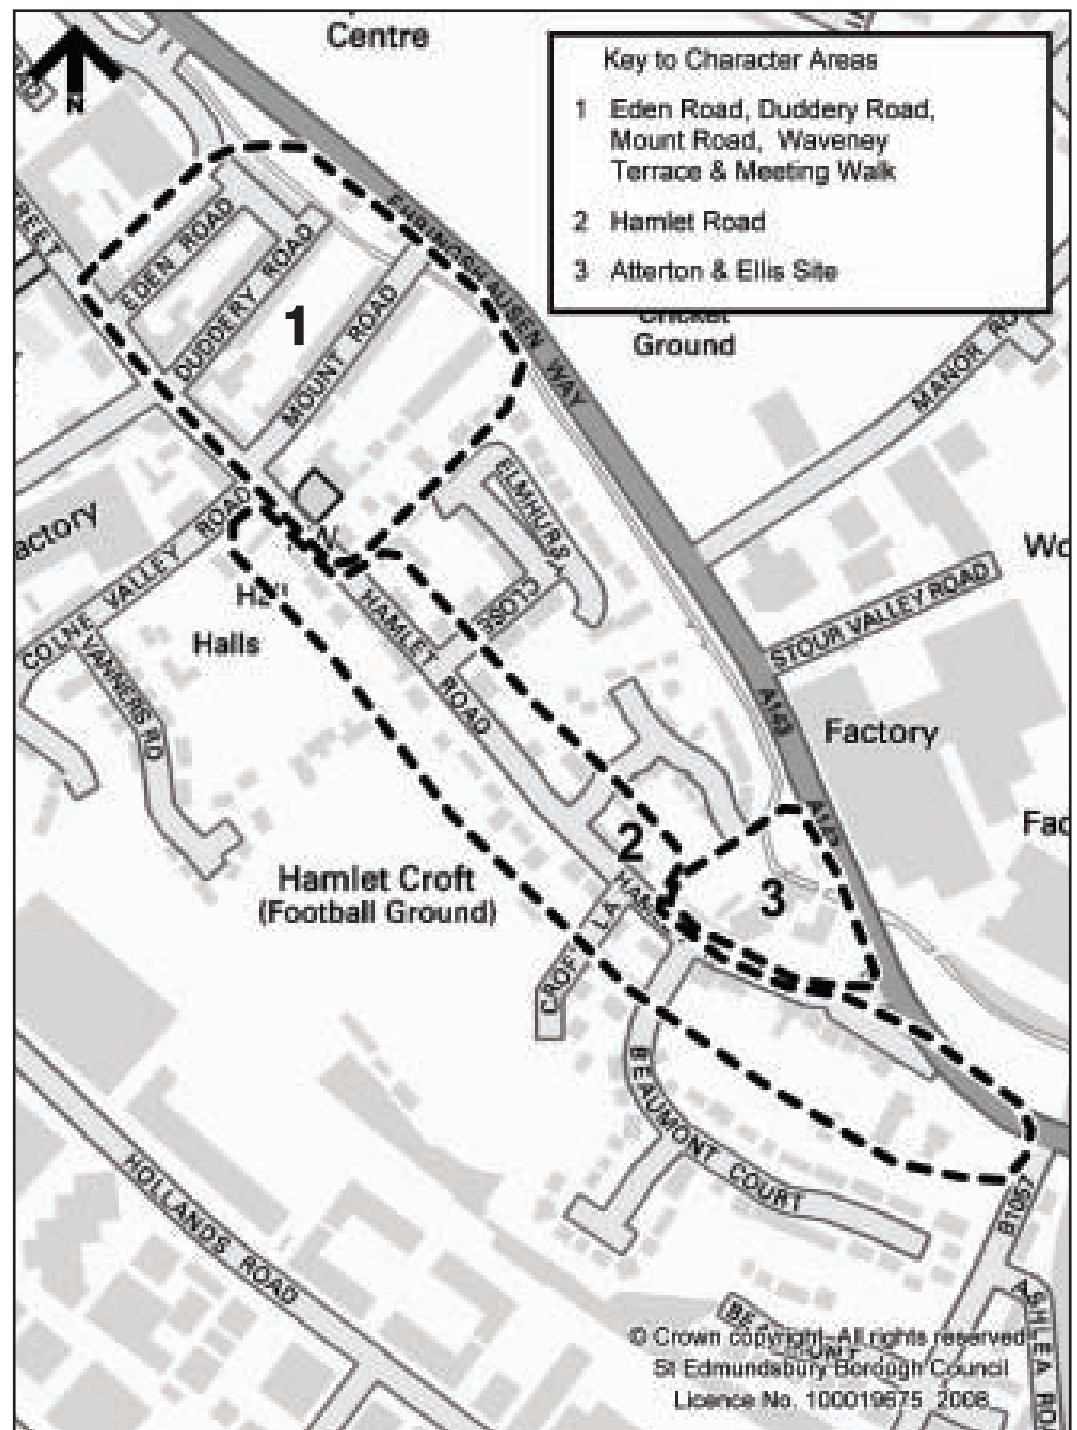 Centre
N
Key to Character Areas
1 Eden Road, Duddery Road,
Mount Road, Waveney
Terrace & Meeting Walk
2 Hamlet Road
3 Atterton & Ellis Site
EHRINGSHAUSEN WAY
EDEN ROAD
DUDDERY ROAD
1
MOUNT ROAD
Cricket
Ground
MANOR RO
ELMHURST
CLOSE
actory
COLNE VALLEY ROAD
Halls
VANNERS RD
HAMLET ROAD
STOUR VALLEY ROAD
A143
Factory
A143
Fac
2
3
Hamlet Croft
(Football Ground)
HAM
CROFT LA
BEAUMONT COURT
HOLLANDS ROAD
B1057
ASHLEA RO
© Crown copyright All rights reserved
St Edmundsbury Borough Council
Licence No. 100019675 2008